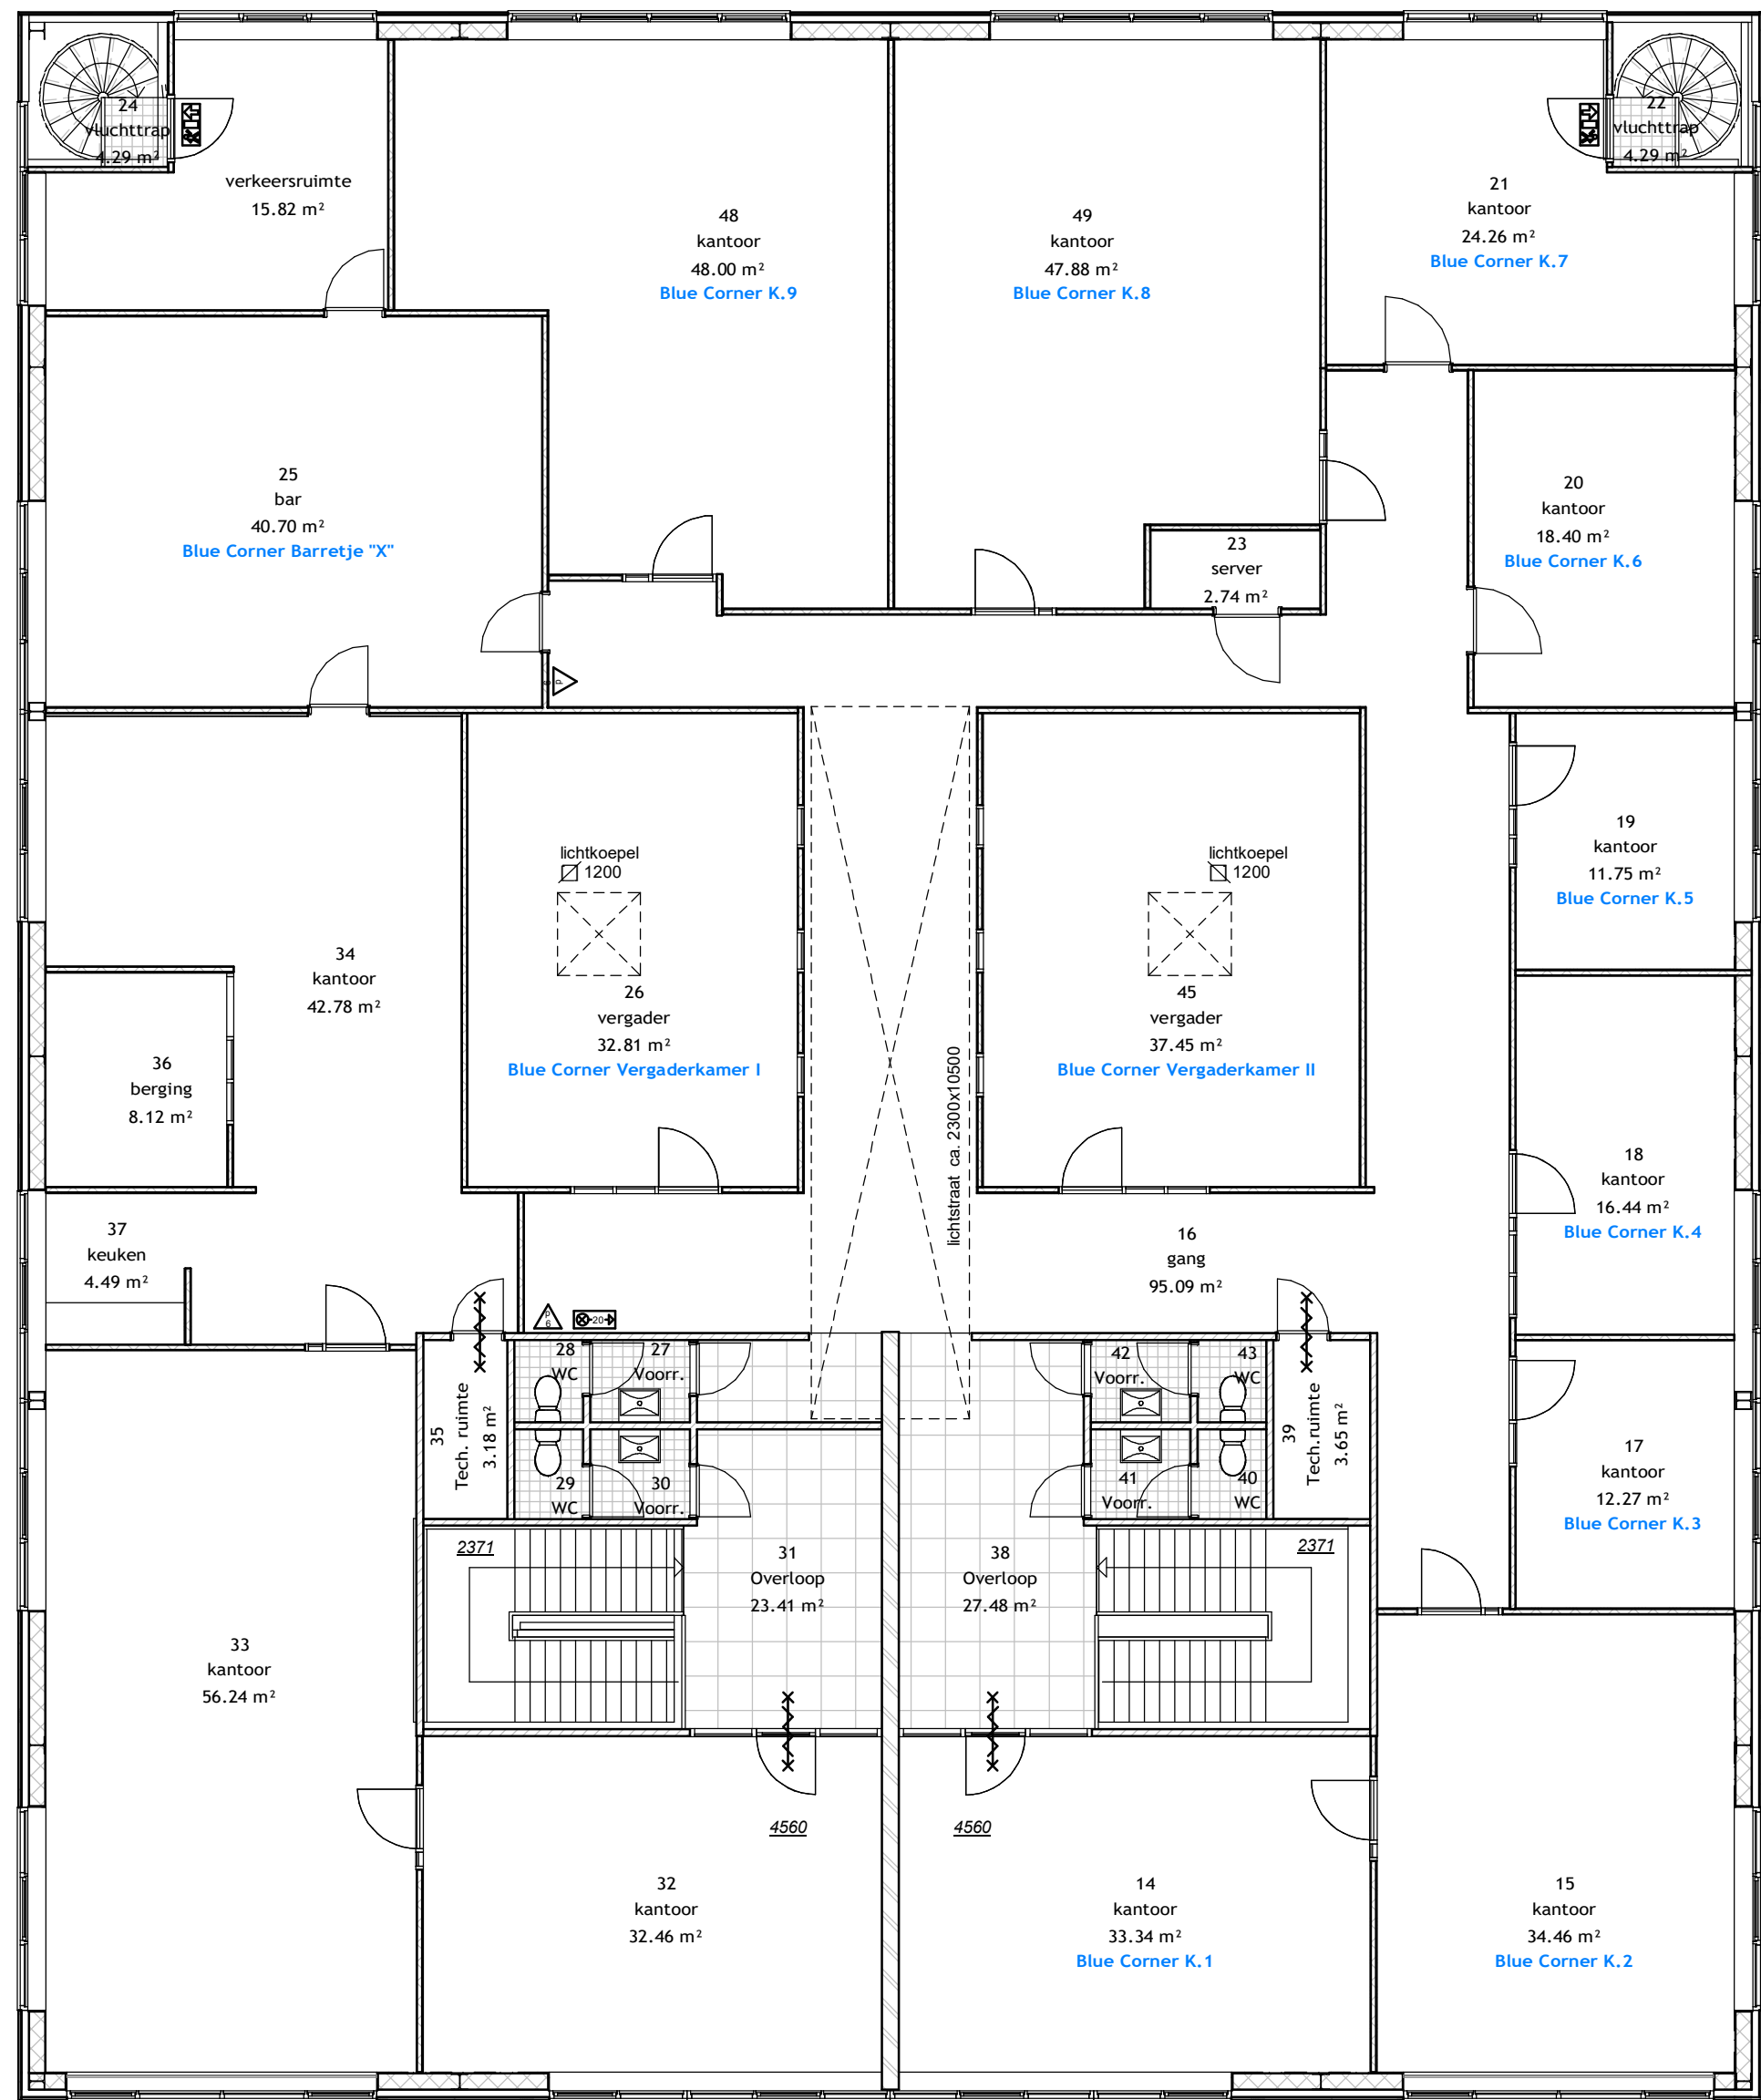 24
vluchttrap
4.29 m²
verkeersruimte
15.82 m²
48
kantoor
48.00 m²
Blue Corner K.9
49
kantoor
47.88 m²
Blue Corner K.8
21
kantoor
24.26 m²
Blue Corner K.7
22
vluchttrap
4.29 m²
25
bar
40.70 m²
Blue Corner Barretje "X"
23
server
2.74 m²
20
kantoor
18.40 m²
Blue Corner K.6
34
kantoor
42.78 m²
lichtkoepel
1200
26
vergader
32.81 m²
Blue Corner Vergaderkamer I
lichtstraat ca. 2300x10500
lichtkoepel
1200
45
vergader
37.45 m²
Blue Corner Vergaderkamer II
19
kantoor
11.75 m²
Blue Corner K.5
36
berging
8.12 m²
18
kantoor
16.44 m²
Blue Corner K.4
37
keuken
4.49 m²
16
gang
95.09 m²
P
6
20
35
Tech. ruimte
3.18 m²
28
WC
27
Voorr.
29
WC
30
Voorr.
42
Voorr.
43
WC
41
Voorr.
40
WC
39
Tech.ruimte
3.65 m²
17
kantoor
12.27 m²
Blue Corner K.3
2371
31
Overloop
23.41 m²
38
Overloop
27.48 m²
2371
33
kantoor
56.24 m²
4560
4560
32
kantoor
32.46 m²
14
kantoor
33.34 m²
Blue Corner K.1
15
kantoor
34.46 m²
Blue Corner K.2